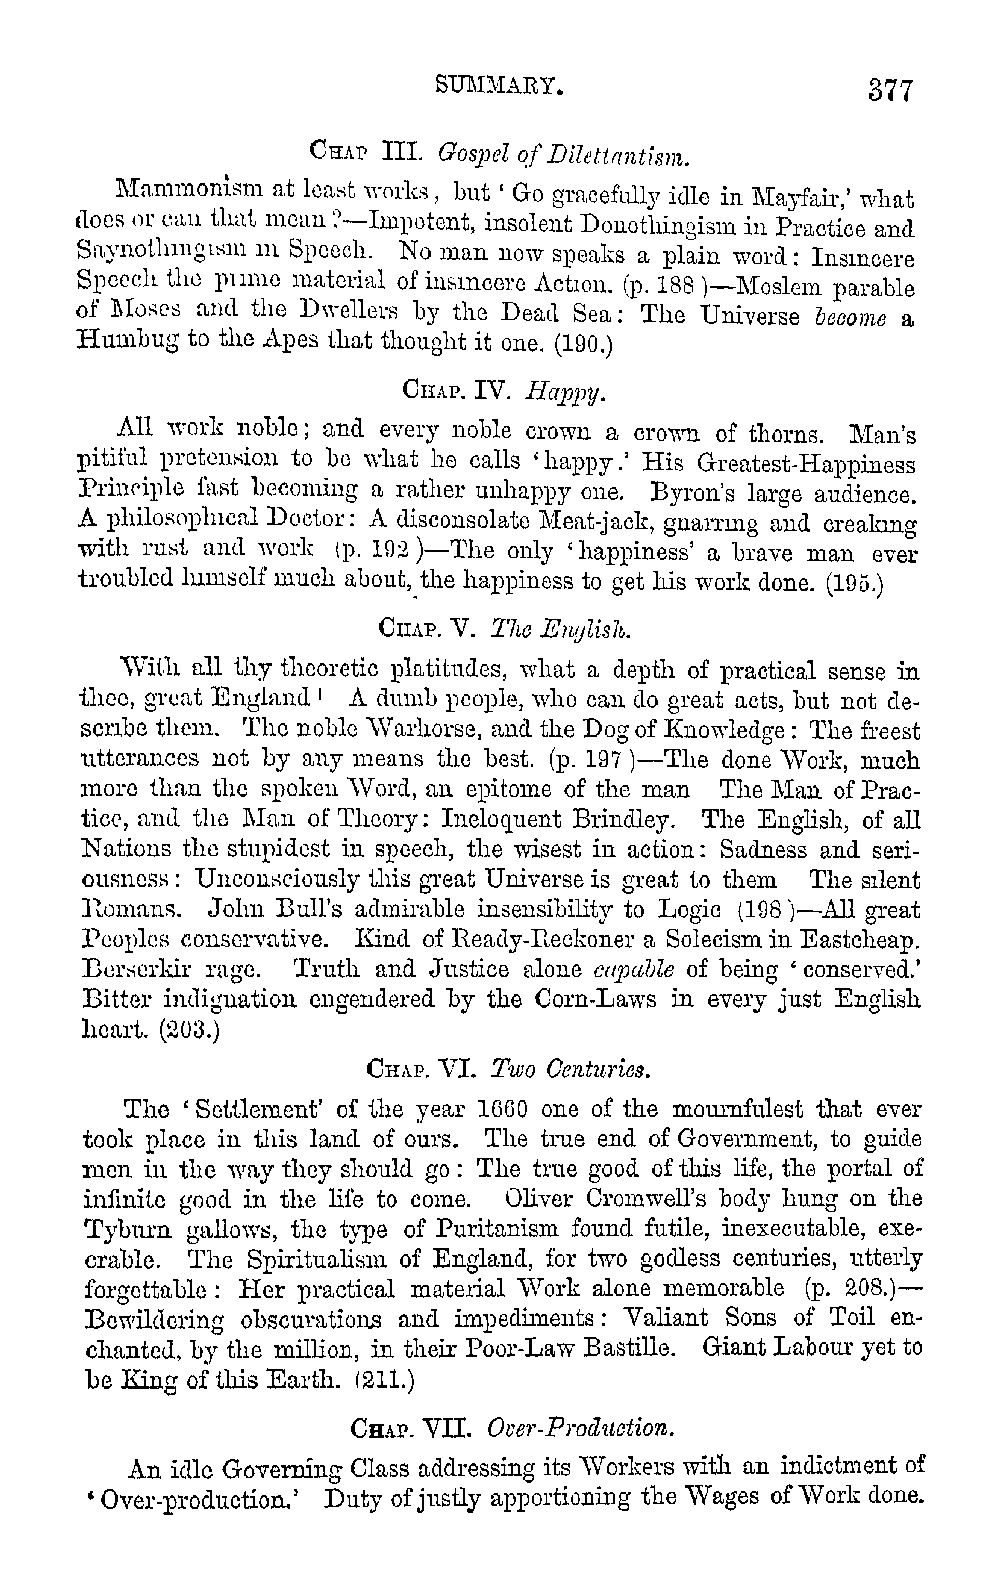 SUMMARY. 377
CHAP III. Gospel of Dilettantism.
Mammonism at least works, but ‘Go gracefully idle in Mayfair,’ what
does or can that mean?—Impotent, insolent Donothingism in Practice and
Saynothingism in Speech. No man now speaks a plain word: Insincere
Speech the prime material of insincere Action. (p. 188)—Moslem parable
of Moses and the Dwellers by the Dead Sea: The Universe become a
Humbug to the Apes that thought it one. (190.)
CHAP. IV. Happy.
All work noble; and every noble crown a crown of thorns. Man's
pitiful pretension to be what he calls ‘happy.’ His Greatest-Happiness
Principle fast becoming a rather unhappy one. Byron's large audience.
A philosophical Doctor: A disconsolate Meat-jack, gnarring and creaking
with rust and work (p. 192)—The only ‘happiness’ a brave man ever
troubled himself much about, the happiness to get his work done. (195.)
CHAP. V. The English.
With all thy theoretic platitudes, what a depth of practical sense in
thee, great England! A dumb people, who can do great acts, but not de-
scribe them. The noble Warhorse, and the Dog of Knowledge: The freest
utterances not by any means the best. (p. 197)—The done Work, much
more than the spoken Word, an epitome of the man The Man of Prac-
tice, and the Man of Theory: Ineloquent Brindley. The English, of all
Nations the stupidest in speech, the wisest in action: Sadness and seri-
ousness: Unconsciously this great Universe is great to them The silent
Romans. John Bull's admirable insensibility to Logic (198)—All great
Peoples conservative. Kind of Ready-Reckoner a Solecism in Eastcheap.
Berserkir rage. Truth and Justice alone capable of being ‘conserved.’
Bitter indignation engendered by the Corn-Laws in every just English
heart. (203.)
CHAP. VI. Two Centuries.
The ‘Settlement’ of the year 1660 one of the mournfulest that ever
took place in this land of ours. The true end of Government, to guide
men in the way they should go: The true good of this life, the portal of
infinite good in the life to come. Oliver Cromwell's body hung on the
Tyburn gallows, the type of Puritanism found futile, inexecutable, exe-
crable. The Spiritualism of England, for two godless centuries, utterly
forgettable: Her practical material Work alone memorable (p. 208.)—
Bewildering obscurations and impediments: Valiant Sons of Toil en-
chanted, by the million, in their Poor-Law Bastille. Giant Labour yet to
be King of this Earth. (211.)
CHAP. VII. Over-Production.
An idle Governing Class addressing its Workers with an indictment of
‘Over-production.’ Duty of justly apportioning the Wages of Work done.